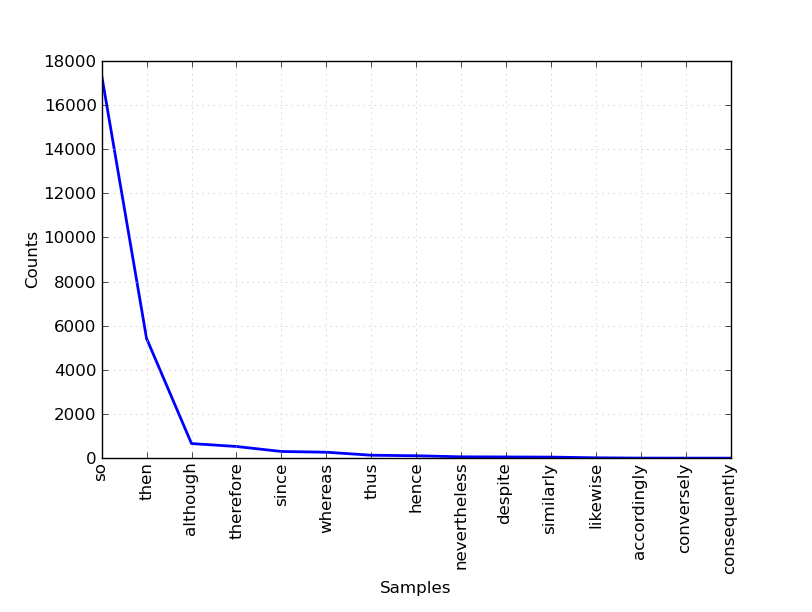 18000
16000
14000
12000
10000
8000
6000
4000
2000
0
Counts
so
then
although
therefore
since
whereas
thus
hence
nevertheless
despite
similarly
likewise
accordingly
conversely
consequently
Samples